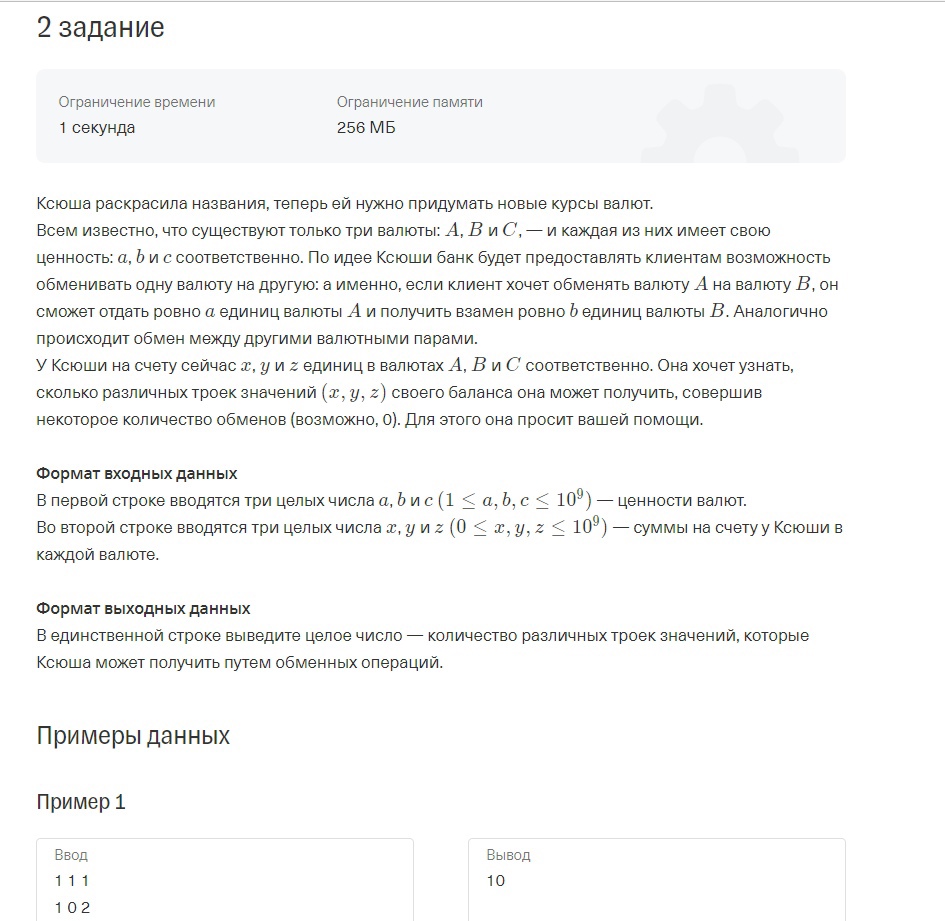 2 задание
Ограничение времени
Ограничение памяти
1 секунда
256 МБ
Ксюша раскрасила названия, теперь ей нужно придумать новые курсы валют.
Всем известно, что существуют только три валюты: A, B и C, — и каждая из них имеет свою
ценность: a, b и c соответственно. По идее Ксюши банк будет предоставлять клиентам возможность
обменивать одну валюту на другую: а именно, если клиент хочет обменять валюту A на валюту B, он
сможет отдать ровно a единиц валюты A и получить взамен ровно b единиц валюты B. Аналогично
происходит обмен между другими валютными парами.
У Ксюши на счету сейчас x, y и z единиц в валютах A, B и C соответственно. Она хочет узнать,
сколько различных троек значений (x, y, z) своего баланса она может получить, совершив
некоторое количество обменов (возможно, 0). Для этого она просит вашей помощи.
Формат входных данных
В первой строке вводятся три целых числа a, b и c (1 ≤ a, b, c ≤ 10⁹) — ценности валют.
Во второй строке вводятся три целых числа x, y и z (0 ≤ x, y, z ≤ 10⁹) — суммы на счету у Ксюши в
каждой валюте.
Формат выходных данных
В единственной строке выведите целое число — количество различных троек значений, которые
Ксюша может получить путем обменных операций.
Примеры данных
Пример 1
Ввод
1 1 1
1 0 2
Вывод
10